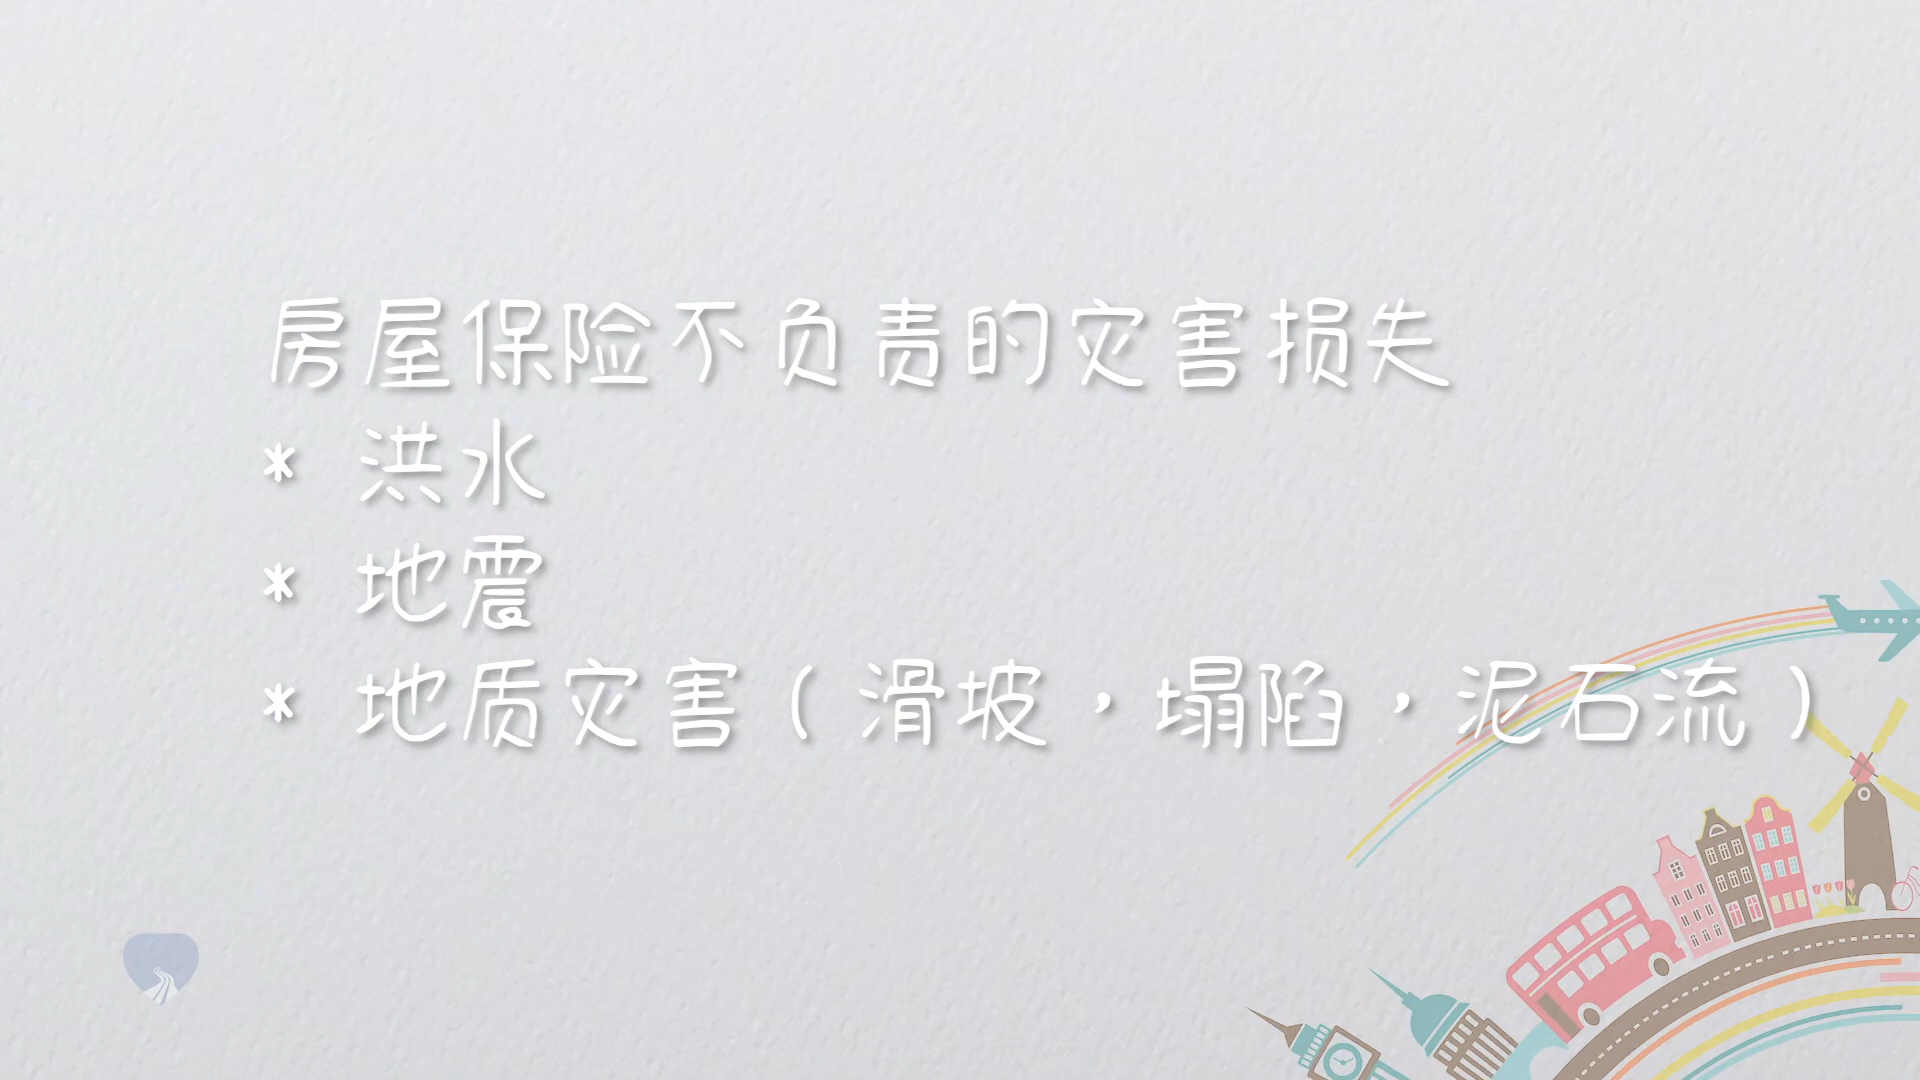 房屋保险不负责的灾害损失
* 洪水
* 地震
* 地质灾害（滑坡，塌陷，泥石流）